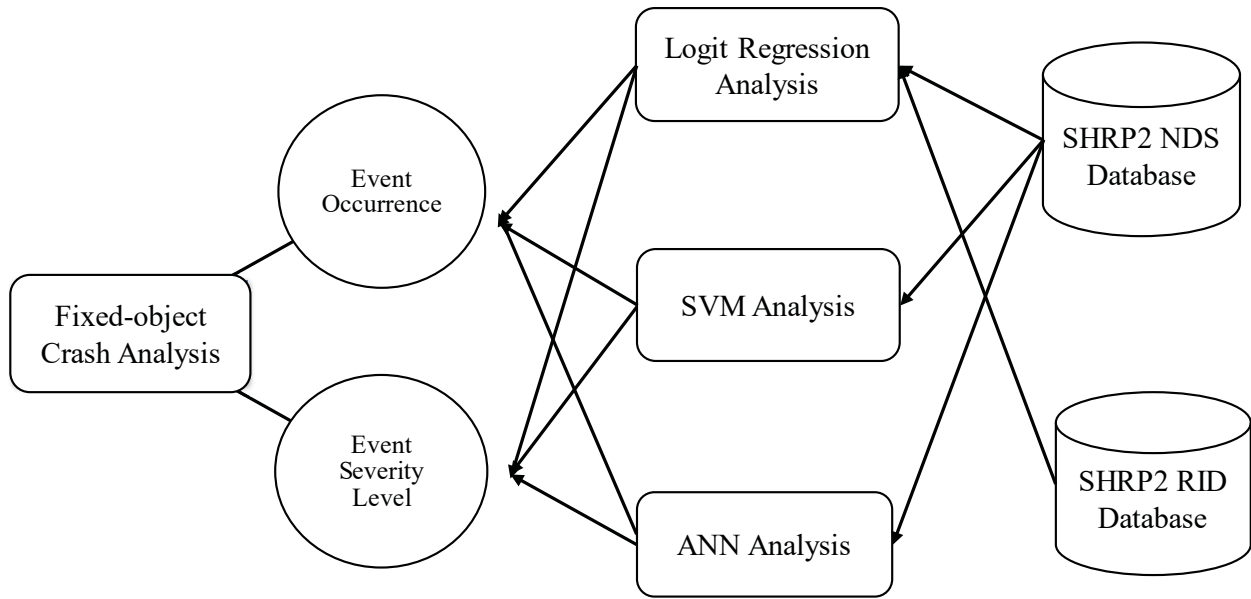 Logit Regression
Analysis
SHRP2 NDS
Database
Event
Occurrence
SVM Analysis
Fixed-object
Crash Analysis
Event
Severity
Level
SHRP2 RID
Database
ANN Analysis